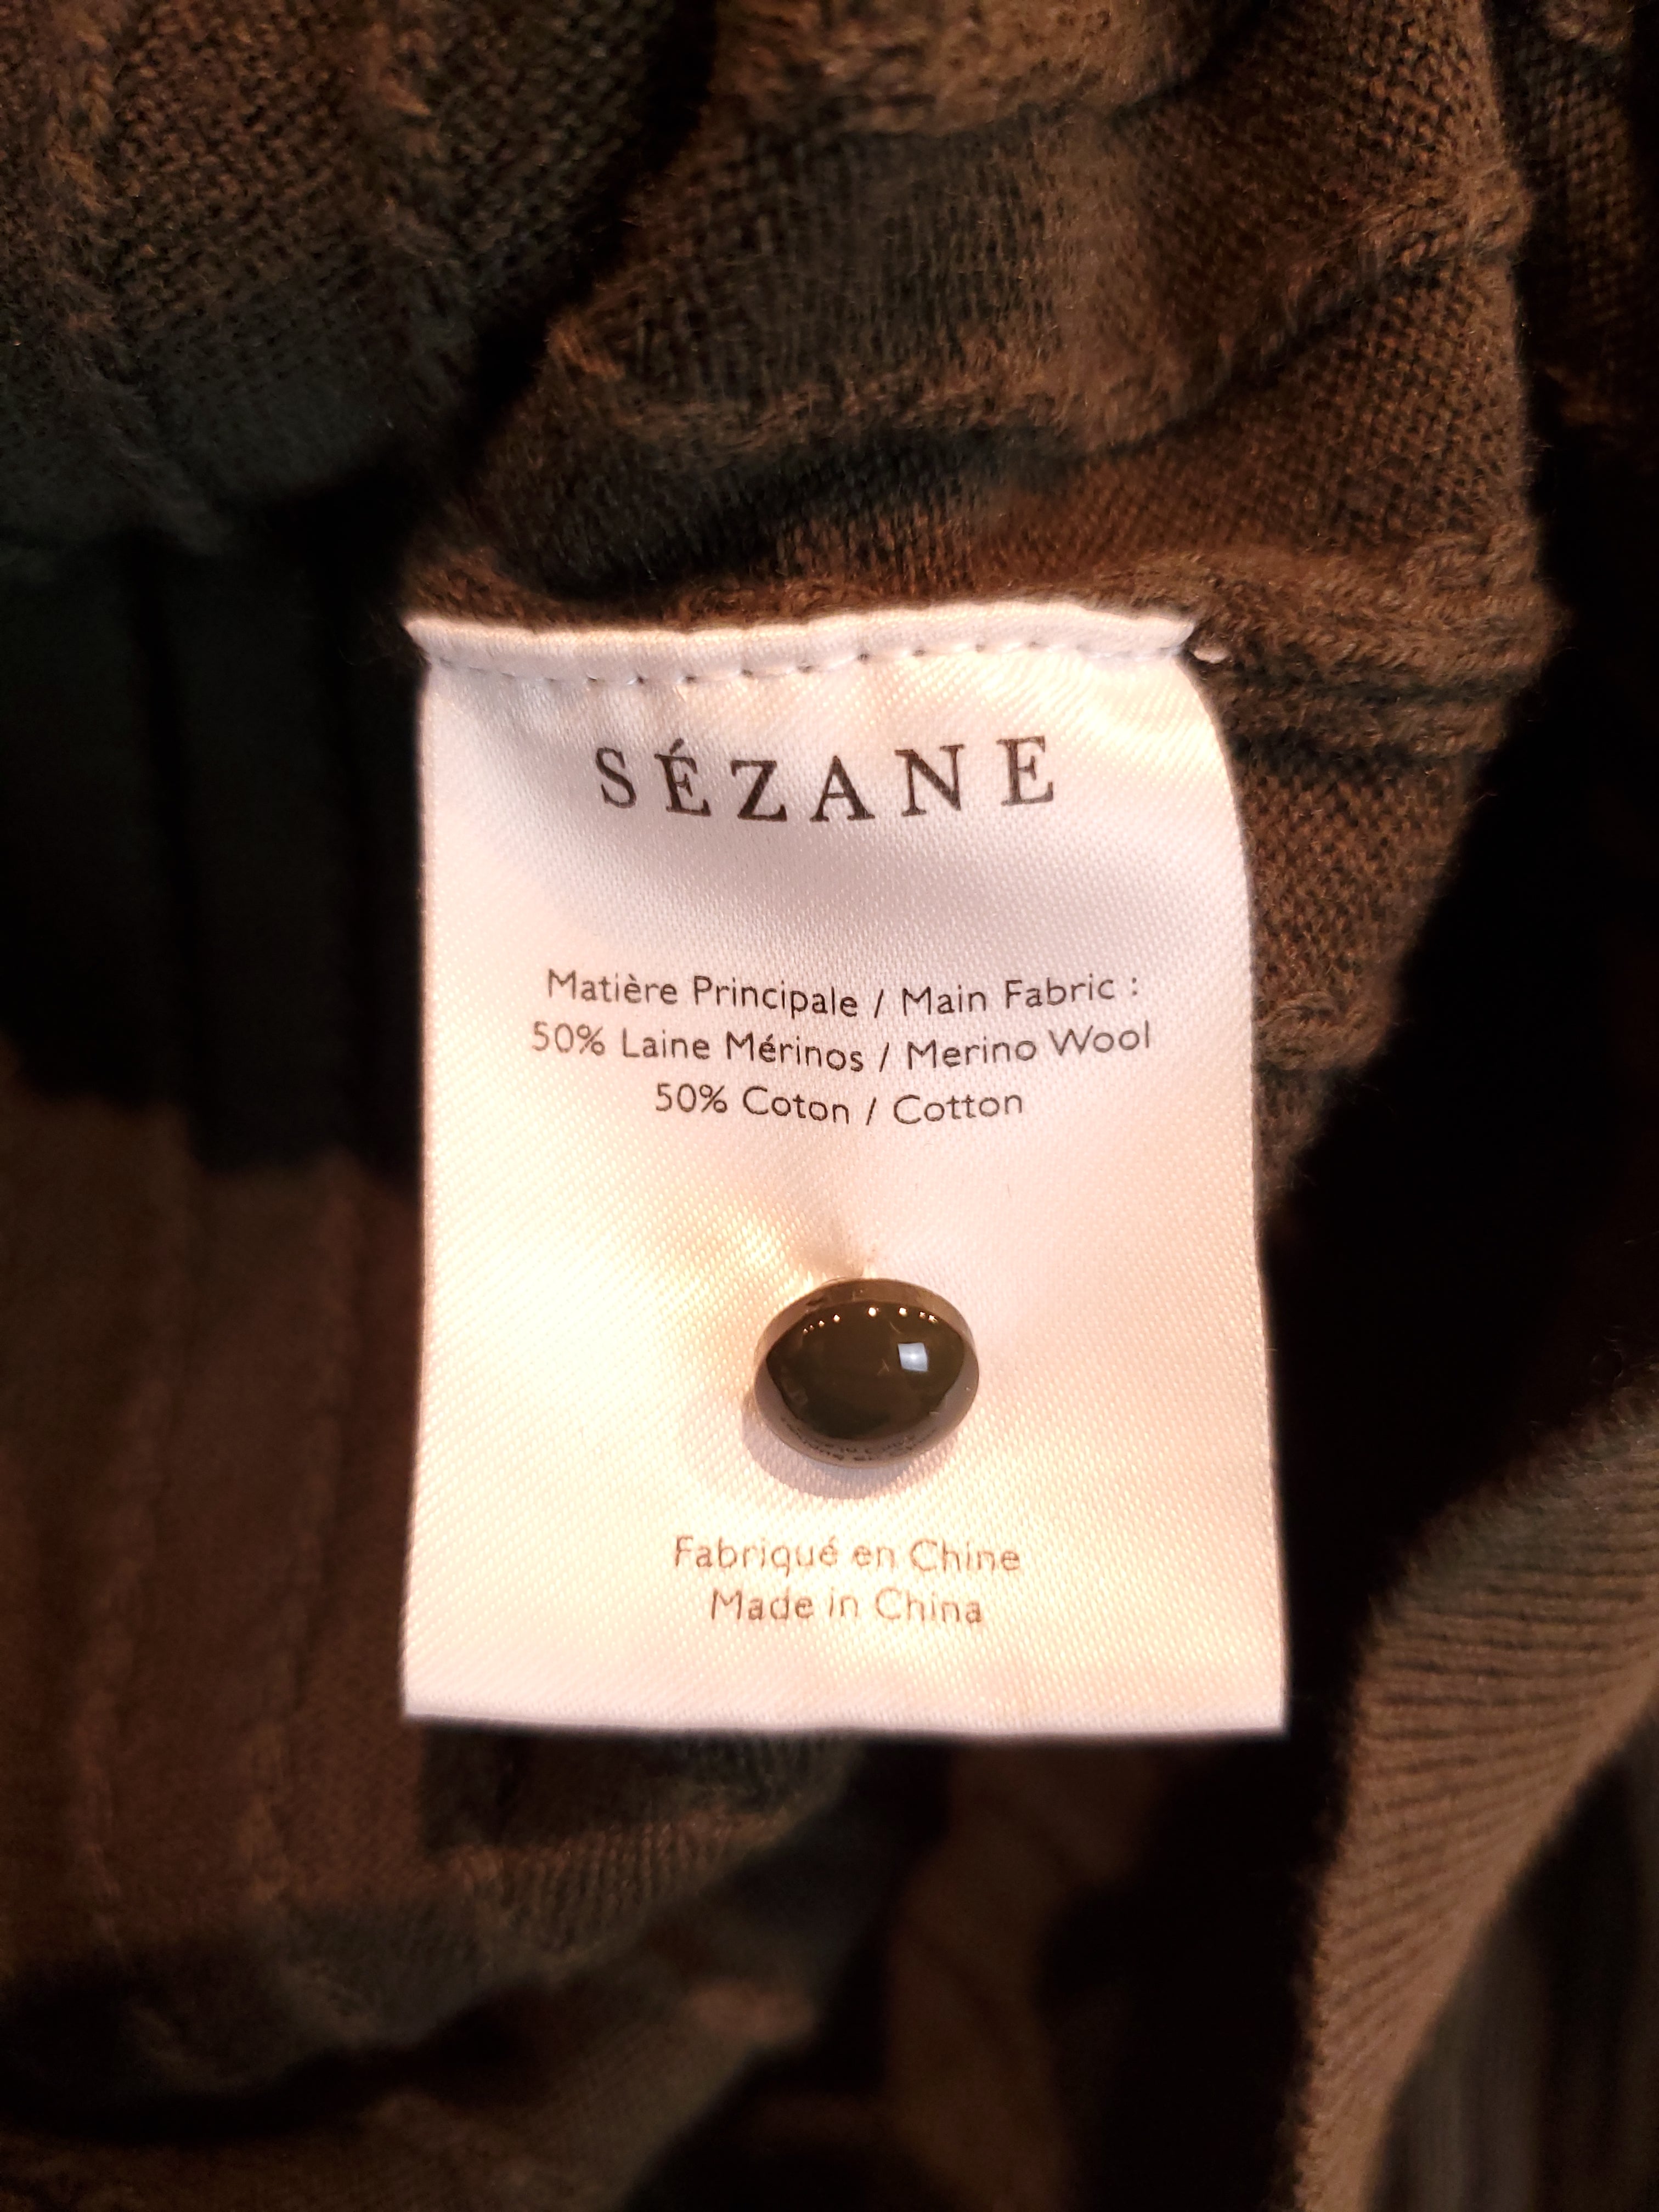 SÉZANE
Matière Principale / Main Fabric :
50% Laine Mérinos / Merino Wool
50% Coton / Cotton
Fabriqué en Chine
Made in China